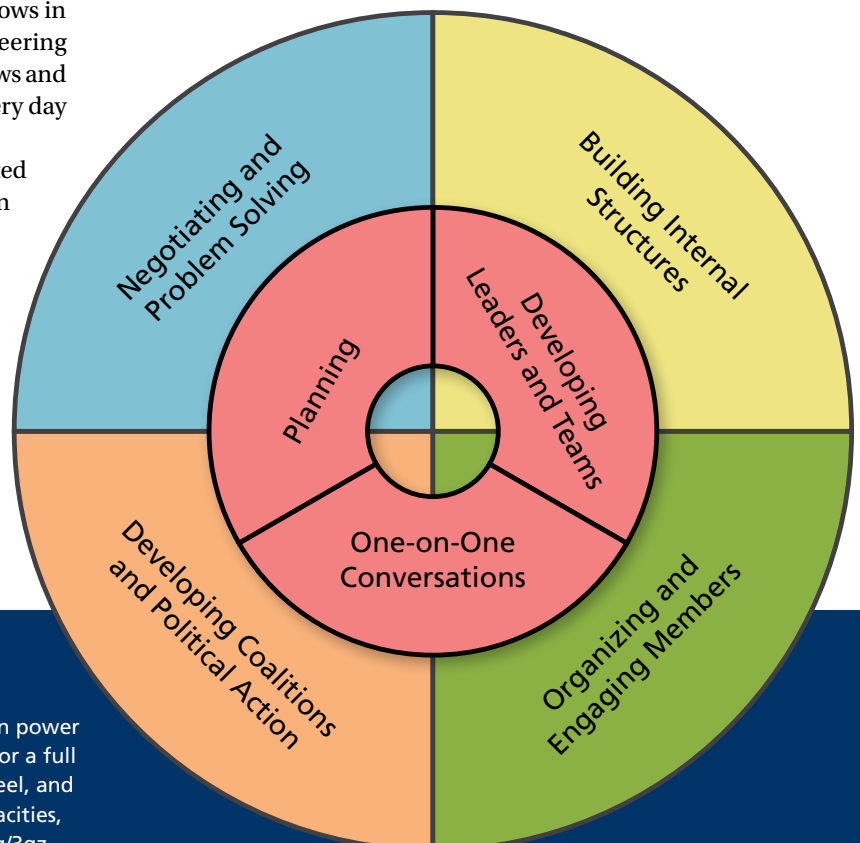 ows in
eering
ws and
ery day
ed
n
Negotiating and
Problem Solving
Building Internal
Structures
Planning
Developing
Leaders and Teams
One-on-One
Conversations
Developing Coalitions
and Political Action
Organizing and
Engaging Members
n power
or a full
eel, and
acities,